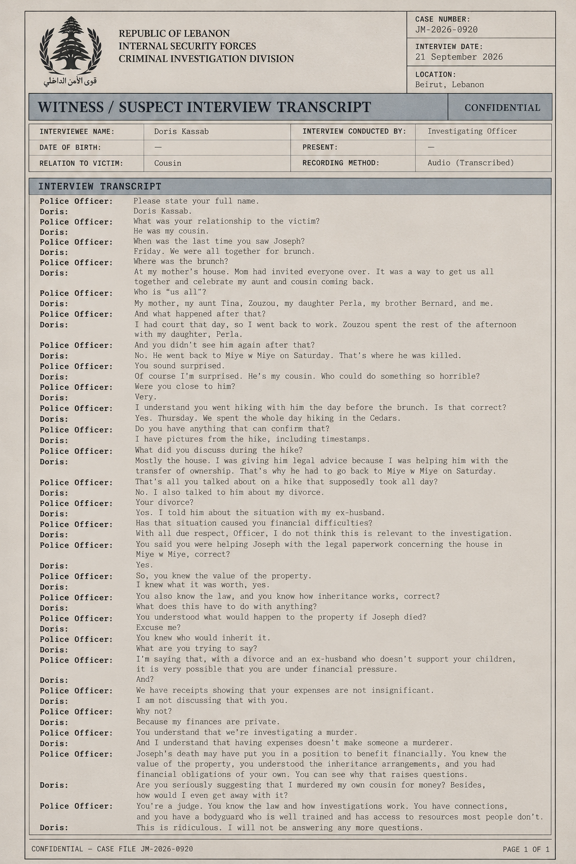 قوى الأمن الداخلي
REPUBLIC OF LEBANON
INTERNAL SECURITY FORCES
CRIMINAL INVESTIGATION DIVISION
CASE NUMBER:
JM-2026-0920
INTERVIEW DATE:
21 September 2026
LOCATION:
Beirut, Lebanon
WITNESS / SUSPECT INTERVIEW TRANSCRIPT
CONFIDENTIAL
INTERVIEWEE NAME: Doris Kassab INTERVIEW CONDUCTED BY: Investigating Officer
DATE OF BIRTH: — PRESENT: —
RELATION TO VICTIM: Cousin RECORDING METHOD: Audio (Transcribed)
INTERVIEW TRANSCRIPT
Police Officer: Please state your full name.
Doris: Doris Kassab.
Police Officer: What was your relationship to the victim?
Doris: He was my cousin.
Police Officer: When was the last time you saw Joseph?
Doris: Friday. We were all together for brunch.
Police Officer: Where was the brunch?
Doris: At my mother's house. Mom had invited everyone over. It was a way to get us all
together and celebrate my aunt and cousin coming back.
Police Officer: Who is "us all"?
Doris: My mother, my aunt Tina, Zouzou, my daughter Perla, my brother Bernard, and me.
Police Officer: And what happened after that?
Doris: I had court that day, so I went back to work. Zouzou spent the rest of the afternoon
with my daughter, Perla.
Police Officer: And you didn't see him again after that?
Doris: No. He went back to Miye w Miye on Saturday. That's where he was killed.
Police Officer: You sound surprised.
Doris: Of course I'm surprised. He's my cousin. Who could do something so horrible?
Police Officer: Were you close to him?
Doris: Very.
Police Officer: I understand you went hiking with him the day before the brunch. Is that correct?
Doris: Yes. Thursday. We spent the whole day hiking in the Cedars.
Police Officer: Do you have anything that can confirm that?
Doris: I have pictures from the hike, including timestamps.
Police Officer: What did you discuss during the hike?
Doris: Mostly the house. I was giving him legal advice because I was helping him with the
transfer of ownership. That's why he had to go back to Miye w Miye on Saturday.
Police Officer: That's all you talked about on a hike that supposedly took all day?
Doris: No. I also talked to him about my divorce.
Police Officer: Your divorce?
Doris: Yes. I told him about the situation with my ex-husband.
Police Officer: Has that situation caused you financial difficulties?
Doris: With all due respect, Officer, I do not think this is relevant to the investigation.
Police Officer: You said you were helping Joseph with the legal paperwork concerning the house in
Miye w Miye, correct?
Doris: Yes.
Police Officer: So, you knew the value of the property.
Doris: I knew what it was worth, yes.
Police Officer: You also know the law, and you know how inheritance works, correct?
Doris: What does this have to do with anything?
Police Officer: You understood what would happen to the property if Joseph died?
Doris: Excuse me?
Police Officer: You knew who would inherit it.
Doris: What are you trying to say?
Police Officer: I'm saying that, with a divorce and an ex-husband who doesn't support your children,
it is very possible that you are under financial pressure.
Doris: And?
Police Officer: We have receipts showing that your expenses are not insignificant.
Doris: I am not discussing that with you.
Police Officer: Why not?
Doris: Because my finances are private.
Police Officer: You understand that we're investigating a murder.
Doris: And I understand that having expenses doesn't make someone a murderer.
Police Officer: Joseph's death may have put you in a position to benefit financially. You knew the
value of the property, you understood the inheritance arrangements, and you had
financial obligations of your own. You can see why that raises questions.
Doris: Are you seriously suggesting that I murdered my own cousin for money? Besides,
how would I even get away with it?
Police Officer: You're a judge. You know the law and how investigations work. You have connections,
and you have a bodyguard who is well trained and has access to resources most people don't.
Doris: This is ridiculous. I will not be answering any more questions.
CONFIDENTIAL — CASE FILE JM-2026-0920
PAGE 1 OF 1